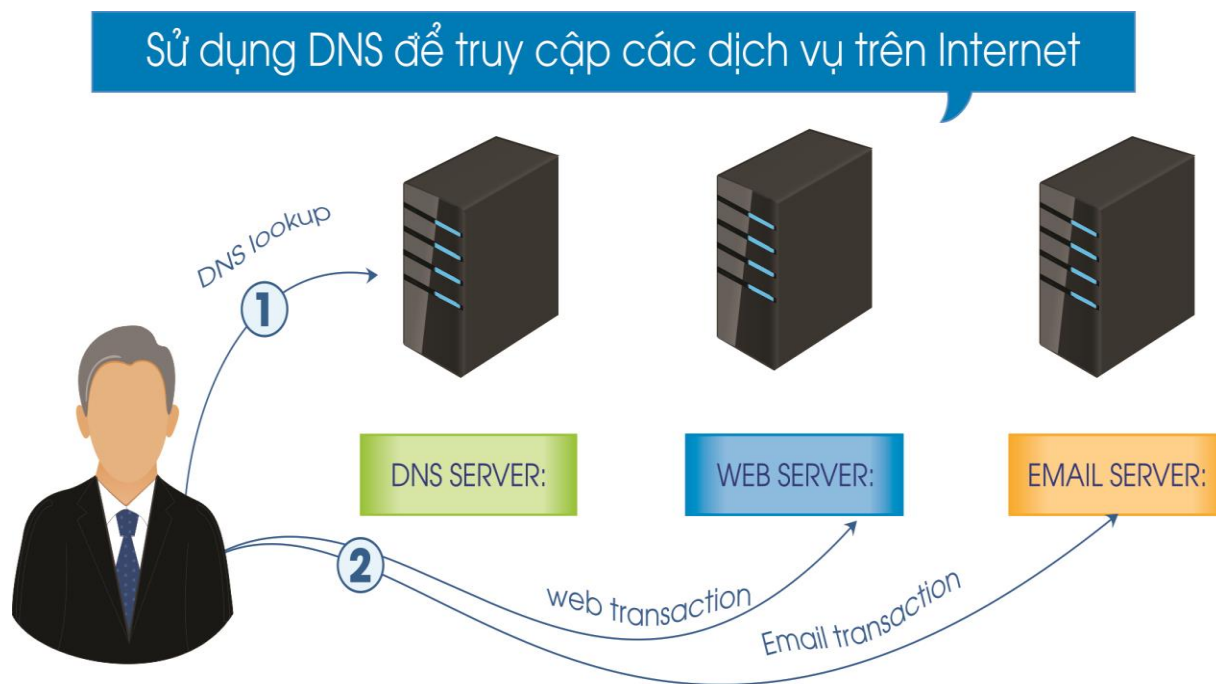 Sử dụng DNS để truy cập các dịch vụ trên Internet
DNS lookup
1
DNS SERVER:
WEB SERVER:
EMAIL SERVER:
2
web transaction
Email transaction